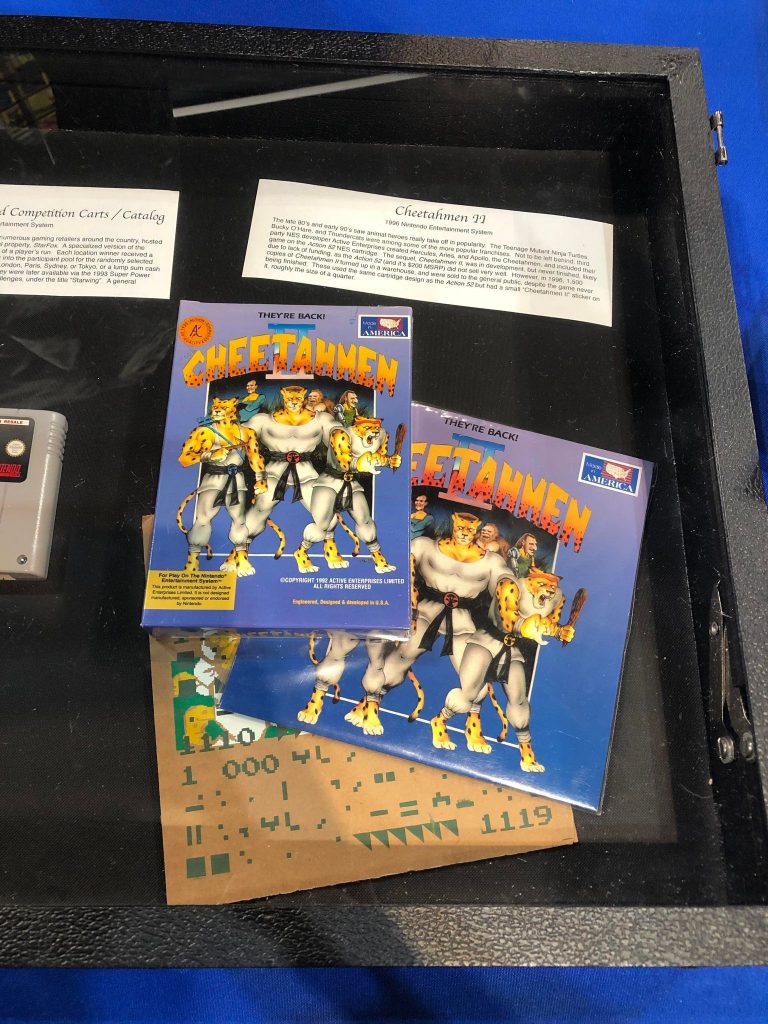 d Competition Carts / Catalog
ntertainment System
numerous gaming retailers around the country, hosted
property, StarFox. A specialized version of the
of a player's run. Each location winner received a
into the participant pool for the randomly selected
London, Paris, Sydney, or Tokyo, or a lump sum cash
they were later available via the 1993 Super Power
llenges, under the title "Starwing". A general
Cheetahmen II
1996 Nintendo Entertainment System
The late 80's and early 90's saw animal heroes really take off in popularity. The Teenage Mutant Ninja Turtles,
Bucky O'Hare, and Thundercats were among some of the more popular franchises. Not to be left behind, third
party NES developer Active Enterprises created Hercules, Aries, and Apollo, the Cheetahmen, and included their
game on the Action 52 NES cartridge. The sequel, Cheetahmen II, was in development, but never finished, likely
due to lack of funding, as the Action 52 (and it's $200 MSRP) did not sell very well. However, in 1996, 1,500
copies of Cheetahmen II turned up in a warehouse, and were sold to the general public, despite the game never
being finished. These used the same cartridge design as the Action 52 but had a small "Cheetahmen II" sticker on
it, roughly the size of a quarter.
RESALE
NINTENDO
THEY'RE BACK!
II
CHEETAHMEN
Made in
AMERICA
For Play On The Nintendo
Entertainment System™
This product is manufactured by Active
Enterprises Limited. It is not designed
manufactured, sponsored or endorsed
by Nintendo
©COPYRIGHT 1992 ACTIVE ENTERPRISES LIMITED
ALL RIGHTS RESERVED
Engineered, Designed & developed in U.S.A.
THEY'RE BACK!
II
EETAHMEN
Made in
AMERICA
1110
1 000
1119